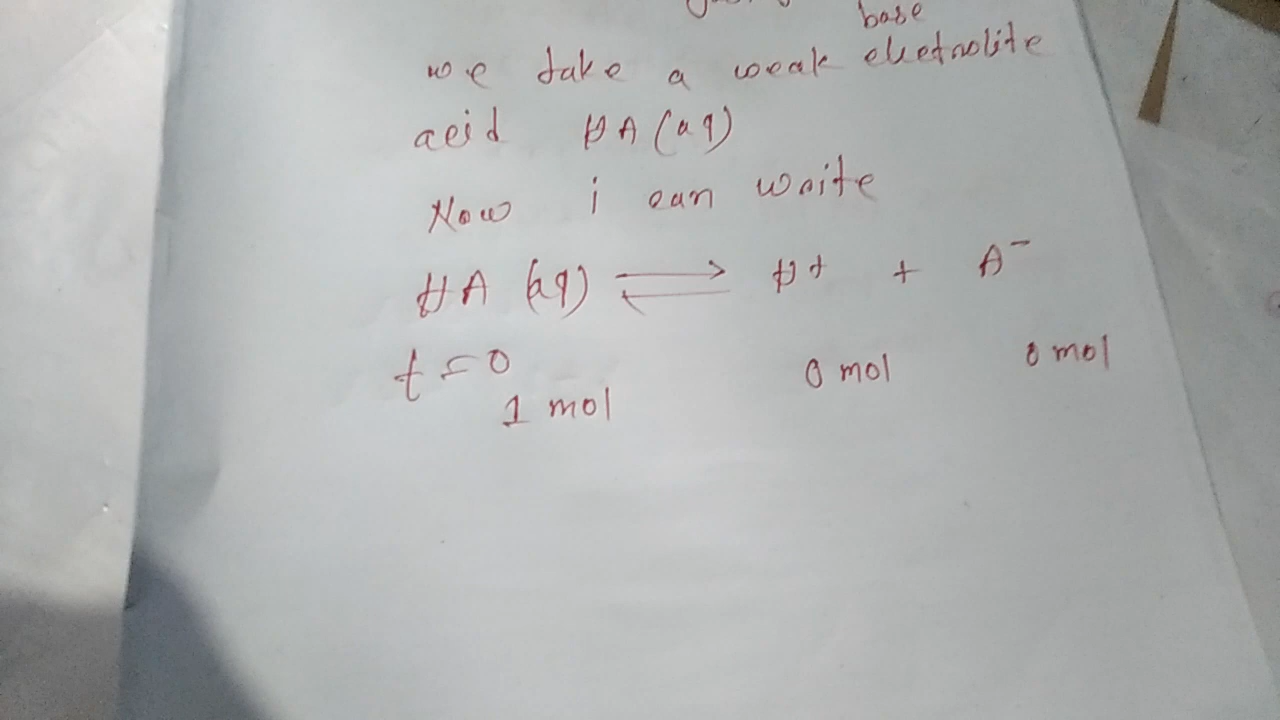 base
we take a weak eletrolite
acid HA (aq)
Now i can write
HA (aq) ⇌ H+ + A⁻
t = 0
1 mol 0 mol 0 mol